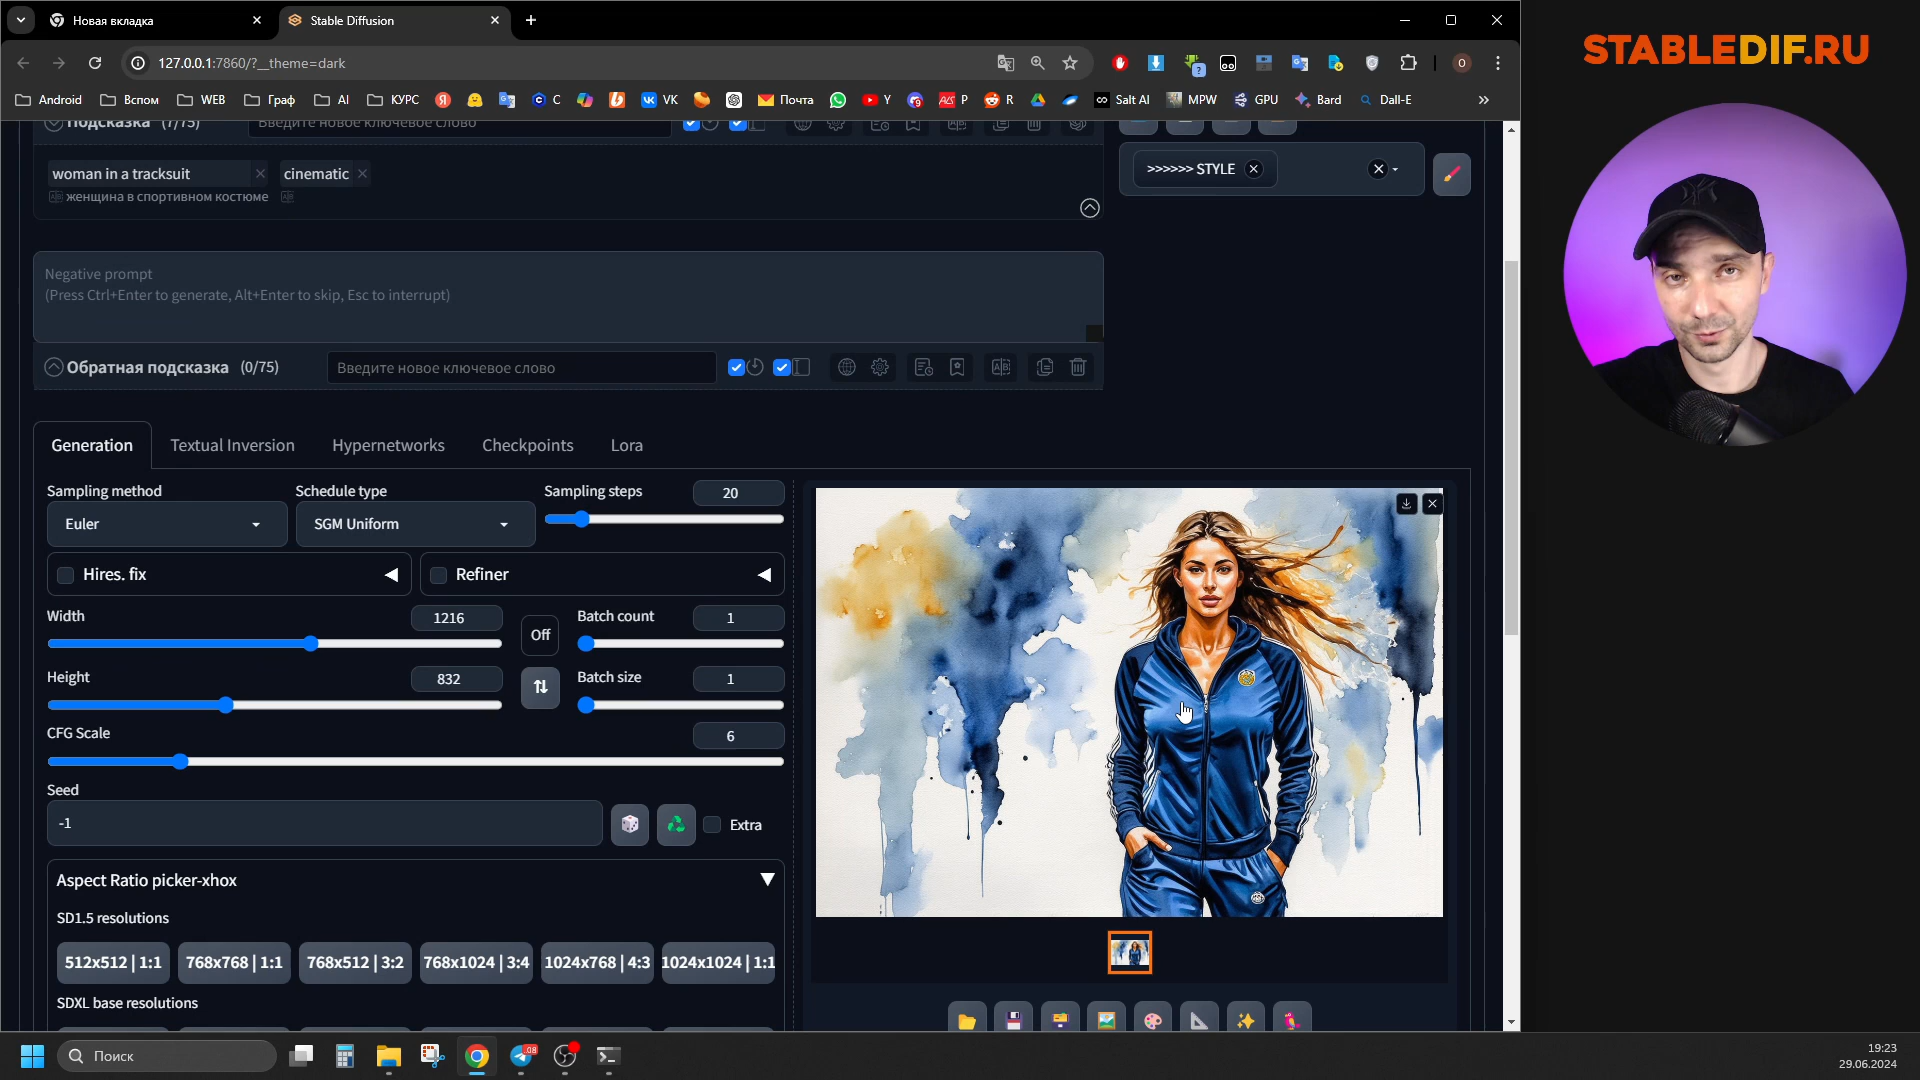 Новая вкладка
Stable Diffusion
127.0.0.1:7860/?__theme=dark
Android
Вспом
WEB
Граф
AI
КУРС
C
VK
Почта
Y
P
R
Salt AI
MPW
GPU
Bard
Dall-E
STABLEDIF.RU
Подсказка (7/75)
Введите новое ключевое слово
woman in a tracksuit
cinematic
женщина в спортивном костюме
>>>>>> STYLE
Negative prompt
(Press Ctrl+Enter to generate, Alt+Enter to skip, Esc to interrupt)
Обратная подсказка (0/75)
Введите новое ключевое слово
Generation
Textual Inversion
Hypernetworks
Checkpoints
Lora
Sampling method
Schedule type
Sampling steps
20
Euler
SGM Uniform
Hires. fix
Refiner
Width
1216
Off
Batch count
1
Height
832
Batch size
1
CFG Scale
6
Seed
-1
Extra
Aspect Ratio picker-xhox
SD1.5 resolutions
512x512 | 1:1
768x768 | 1:1
768x512 | 3:2
768x1024 | 3:4
1024x768 | 4:3
1024x1024 | 1:1
SDXL base resolutions
Поиск
19:23
29.06.2024